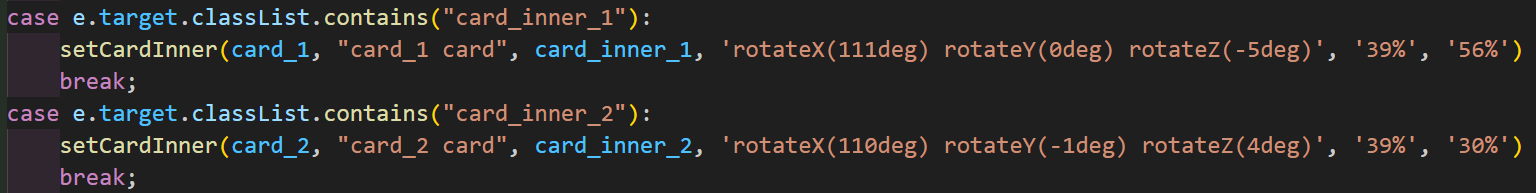 case e.target.classList.contains("card_inner_1"):
setCardInner(card_1, "card_1 card", card_inner_1, 'rotateX(111deg) rotateY(0deg) rotateZ(-5deg)', '39%', '56%')
break;
case e.target.classList.contains("card_inner_2"):
setCardInner(card_2, "card_2 card", card_inner_2, 'rotateX(110deg) rotateY(-1deg) rotateZ(4deg)', '39%', '30%')
break;